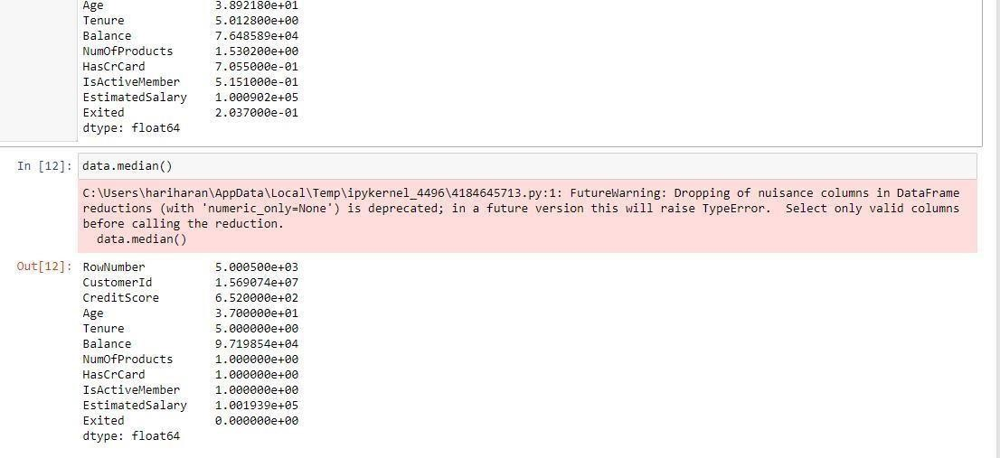 Age 3.892180e+01
Tenure 5.012800e+00
Balance 7.648589e+04
NumOfProducts 1.530200e+00
HasCrCard 7.055000e-01
IsActiveMember 5.151000e-01
EstimatedSalary 1.000902e+05
Exited 2.037000e-01
dtype: float64
In [12]: data.median()
C:\Users\hariharan\AppData\Local\Temp\ipykernel_4496\4184645713.py:1: FutureWarning: Dropping of nuisance columns in DataFrame
reductions (with 'numeric_only=None') is deprecated; in a future version this will raise TypeError.  Select only valid columns
before calling the reduction.
  data.median()
Out[12]: RowNumber 5.000500e+03
CustomerId 1.569074e+07
CreditScore 6.520000e+02
Age 3.700000e+01
Tenure 5.000000e+00
Balance 9.719854e+04
NumOfProducts 1.000000e+00
HasCrCard 1.000000e+00
IsActiveMember 1.000000e+00
EstimatedSalary 1.001939e+05
Exited 0.000000e+00
dtype: float64